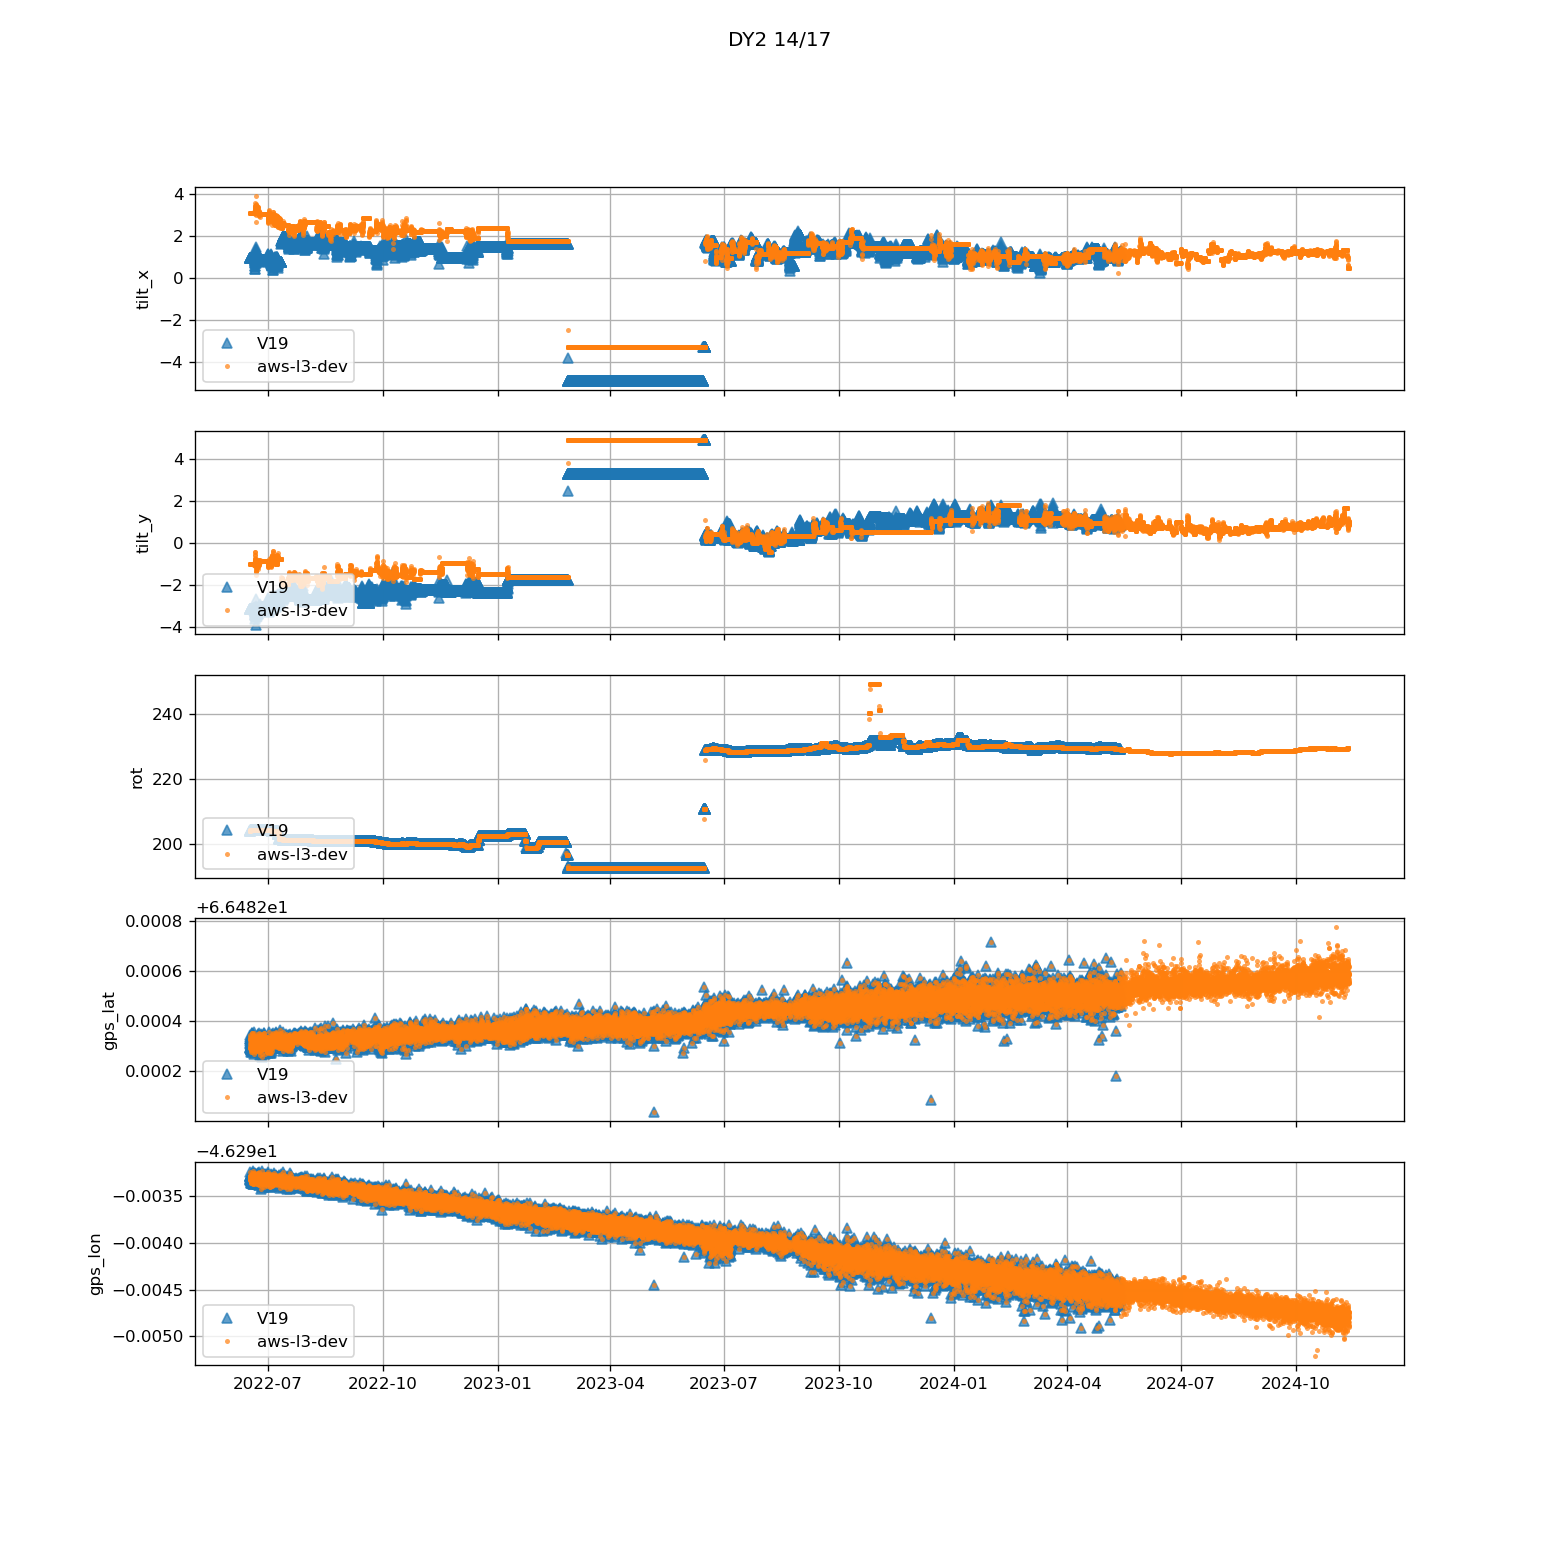 DY2 14/17
4
2
0
−2
−4
tilt_x
V19
aws-l3-dev
4
2
0
−2
−4
tilt_y
V19
aws-l3-dev
240
220
200
rot
V19
aws-l3-dev
+6.6482e1
0.0008
0.0006
0.0004
0.0002
gps_lat
V19
aws-l3-dev
−4.629e1
−0.0035
−0.0040
−0.0045
−0.0050
gps_lon
V19
aws-l3-dev
2022-07 2022-10 2023-01 2023-04 2023-07 2023-10 2024-01 2024-04 2024-07 2024-10